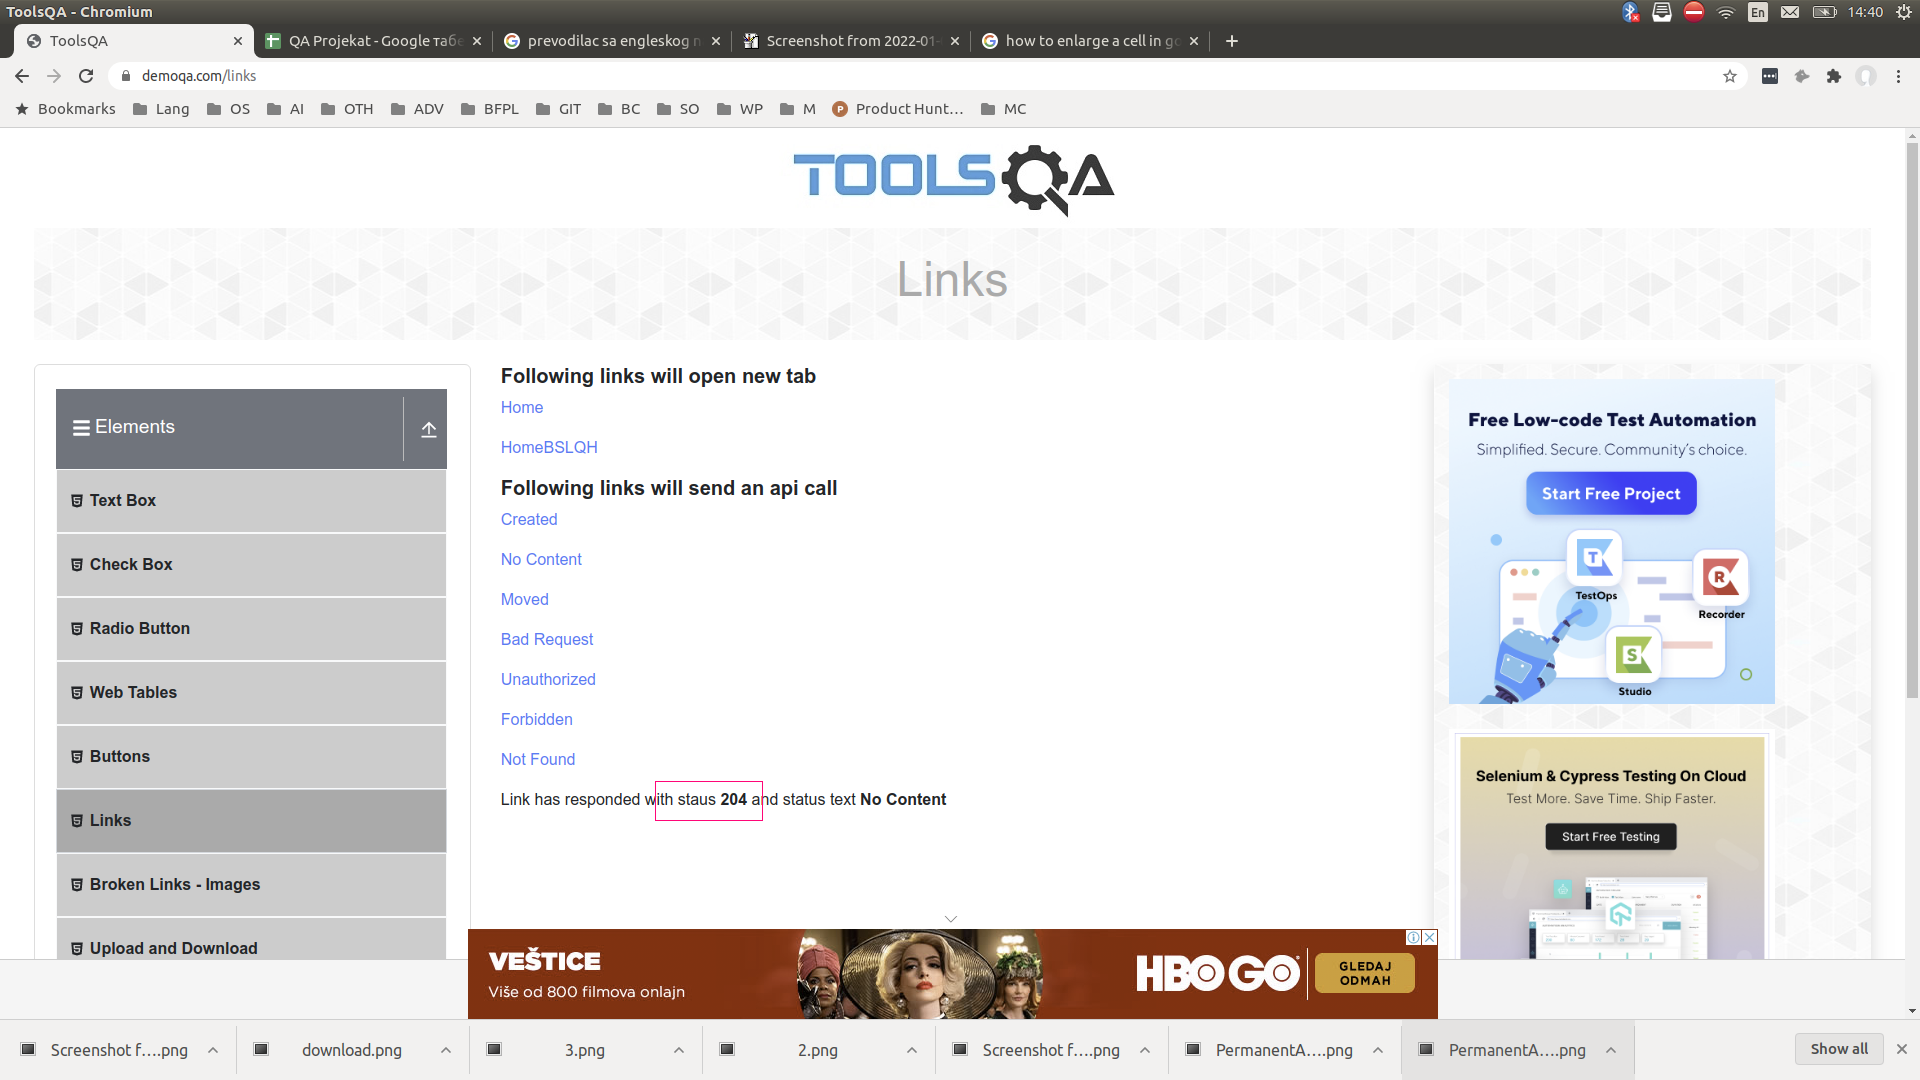 ToolsQA - Chromium
En
14:40
ToolsQA
QA Projekat - Google табе
prevodilac sa engleskog n
Screenshot from 2022-01-
how to enlarge a cell in go
demoqa.com/links
Bookmarks
Lang
OS
AI
OTH
ADV
BFPL
GIT
BC
SO
WP
M
Product Hunt...
MC
TOOLSQA
Links
Elements
Text Box
Check Box
Radio Button
Web Tables
Buttons
Links
Broken Links - Images
Upload and Download
Following links will open new tab
Home
HomeBSLQH
Following links will send an api call
Created
No Content
Moved
Bad Request
Unauthorized
Forbidden
Not Found
Link has responded with staus 204 and status text No Content
Free Low-code Test Automation
Simplified. Secure. Community's choice.
Start Free Project
TestOps
Recorder
Studio
Selenium & Cypress Testing On Cloud
Test More. Save Time. Ship Faster.
Start Free Testing
VEŠTICE
Više od 800 filmova onlajn
HBO GO
GLEDAJ
ODMAH
Screenshot f....png
download.png
3.png
2.png
Screenshot f....png
PermanentA....png
PermanentA....png
Show all